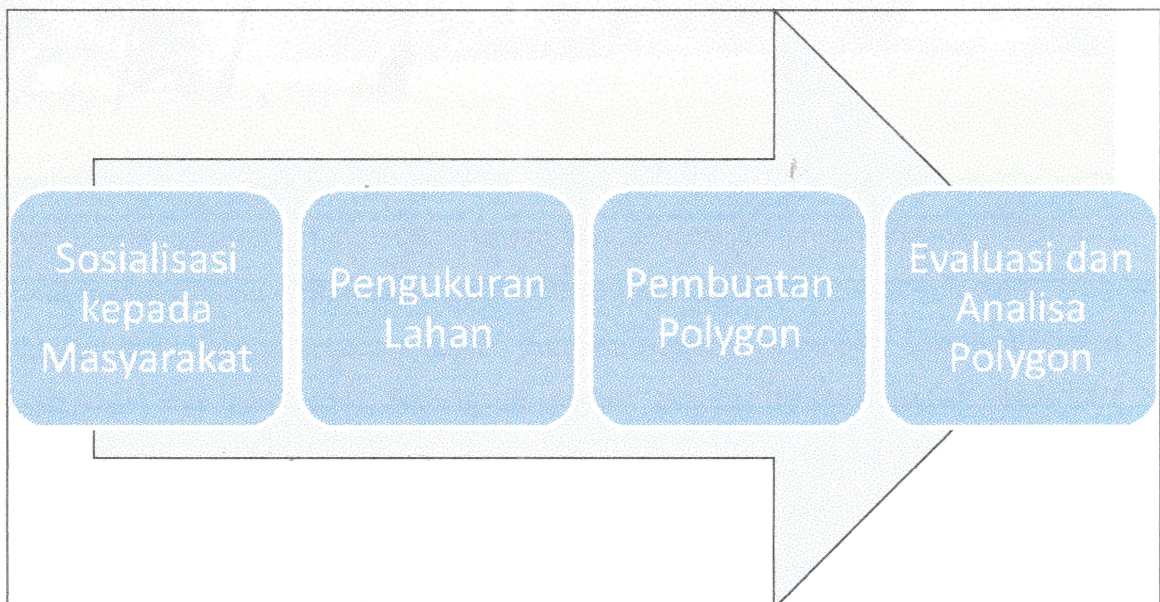 Sosialisasi
kepada
Masyarakat
Pengukuran
Lahan
Pembuatan
Polygon
Evaluasi dan
Analisa
Polygon